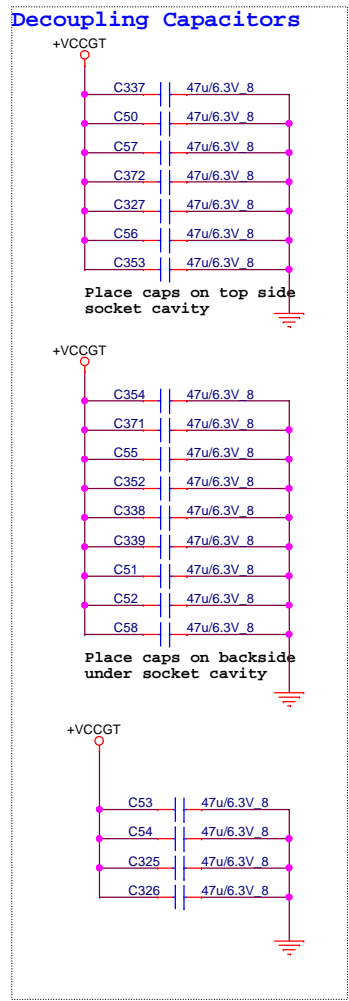 Decoupling Capacitors
+VCCGT
C337 47u/6.3V_8
C50 47u/6.3V_8
C57 47u/6.3V_8
C372 47u/6.3V_8
C327 47u/6.3V_8
C56 47u/6.3V_8
C353 47u/6.3V_8
Place caps on top side
socket cavity
+VCCGT
C354 47u/6.3V_8
C371 47u/6.3V_8
C55 47u/6.3V_8
C352 47u/6.3V_8
C338 47u/6.3V_8
C339 47u/6.3V_8
C51 47u/6.3V_8
C52 47u/6.3V_8
C58 47u/6.3V_8
Place caps on backside
under socket cavity
+VCCGT
C53 47u/6.3V_8
C54 47u/6.3V_8
C325 47u/6.3V_8
C326 47u/6.3V_8